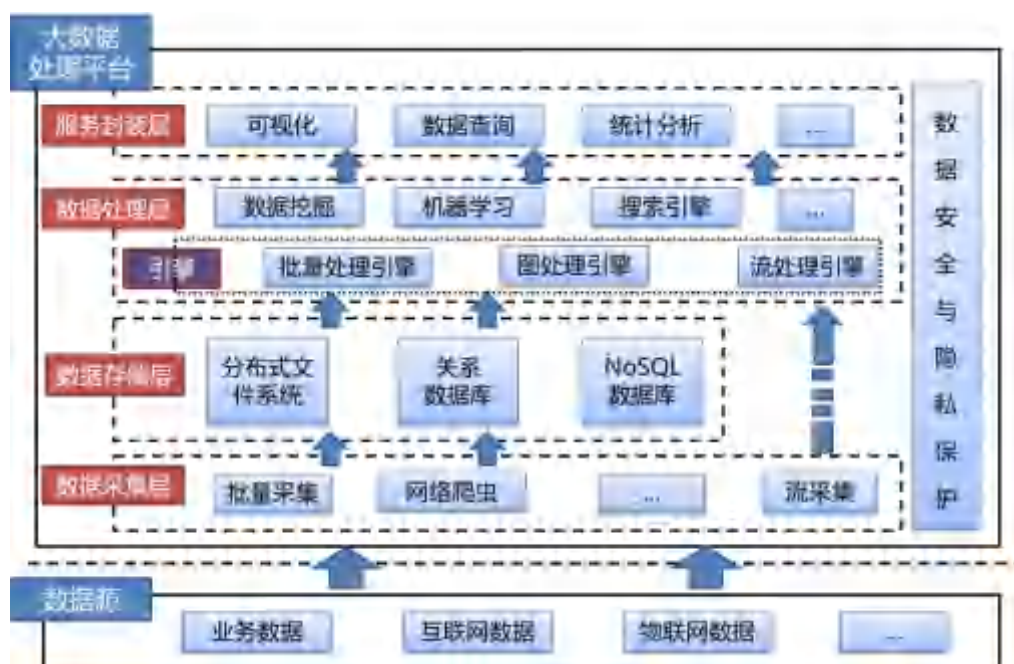 大数据
处理平台
服务封装层
可视化
数据查询
统计分析
...
数据处理层
数据挖掘
机器学习
搜索引擎
...
引擎
批量处理引擎
图处理引擎
流处理引擎
数据存储层
分布式文
件系统
关系
数据库
NoSQL
数据库
数据采集层
批量采集
网络爬虫
...
流采集
数据安全与隐私保护
数据源
业务数据
互联网数据
物联网数据
...